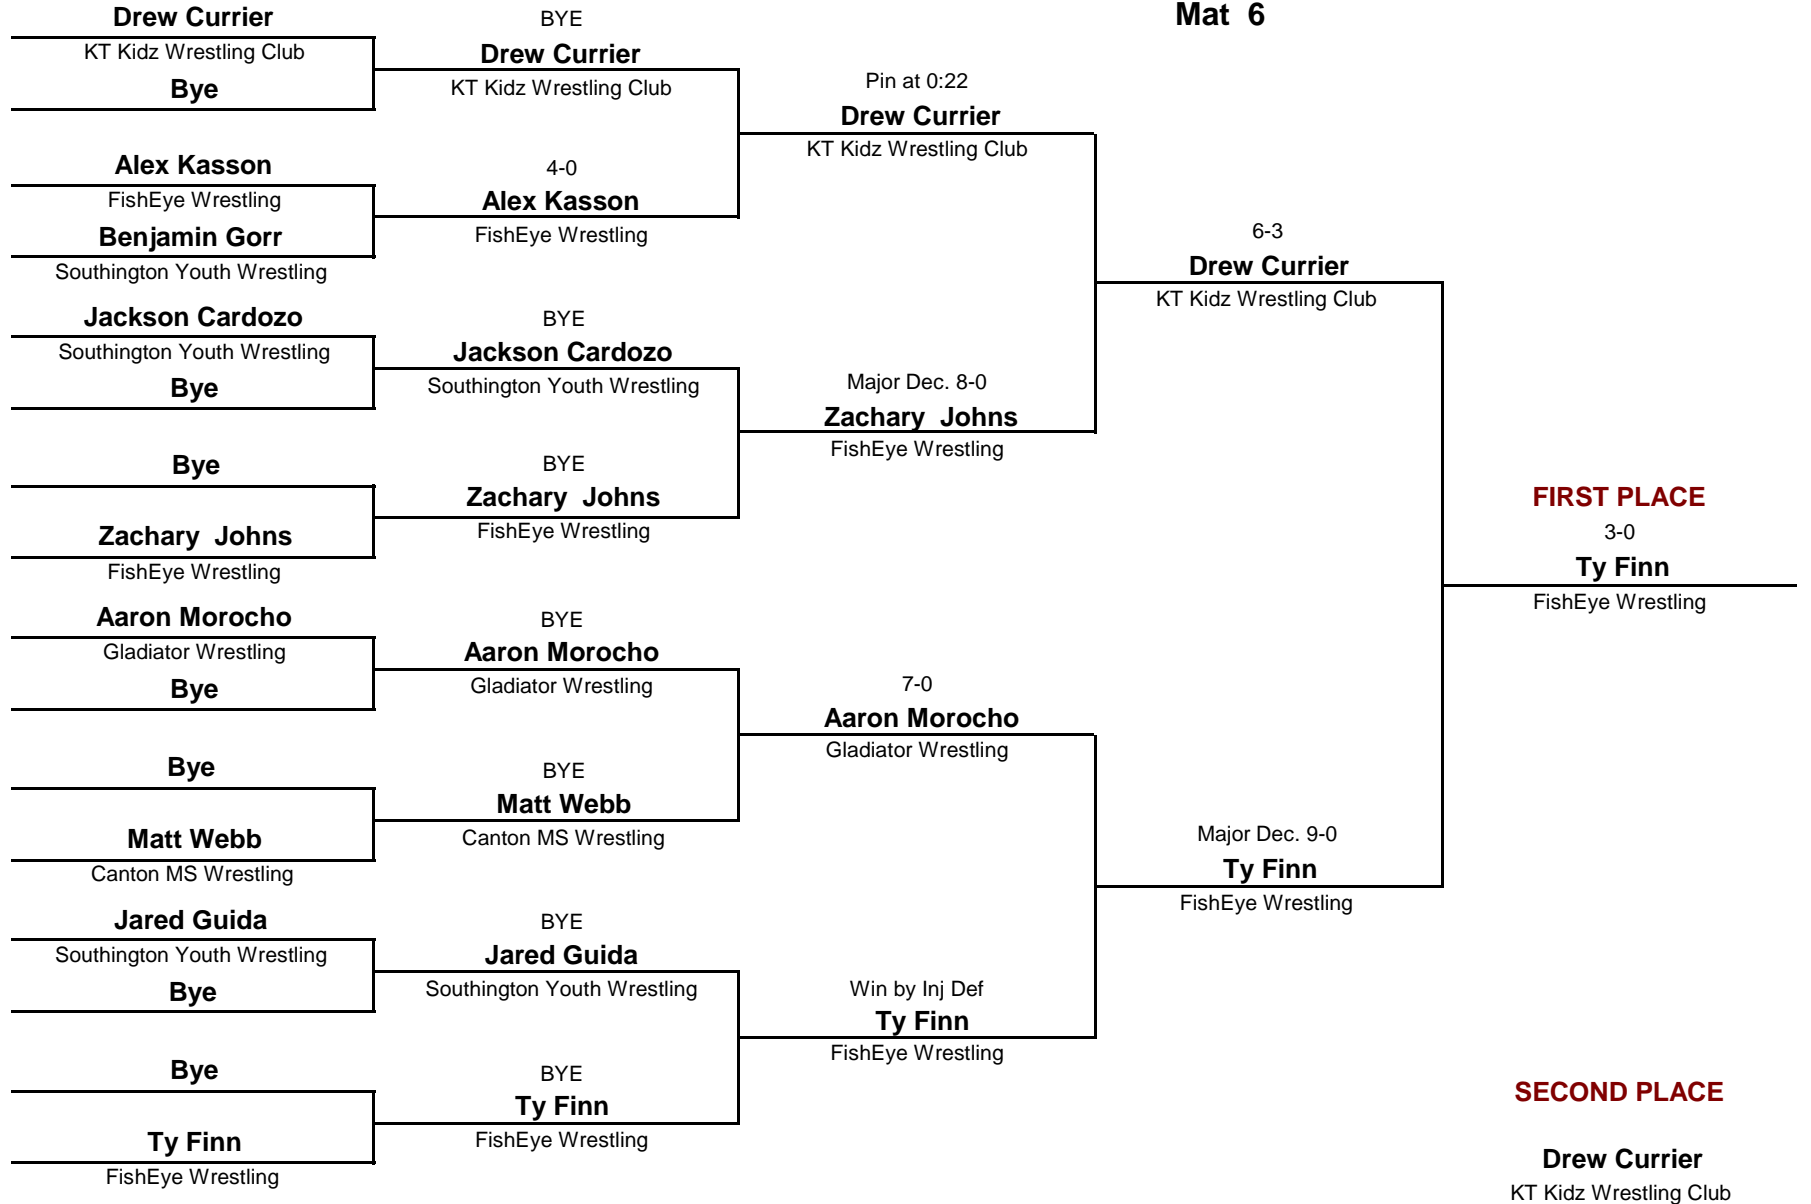 Mat 6
Drew Currier
KT Kidz Wrestling Club
Bye
Alex Kasson
FishEye Wrestling
Benjamin Gorr
Southington Youth Wrestling
Jackson Cardozo
Southington Youth Wrestling
Bye
Bye
Zachary Johns
FishEye Wrestling
Aaron Morocho
Gladiator Wrestling
Bye
Bye
Matt Webb
Canton MS Wrestling
Jared Guida
Southington Youth Wrestling
Bye
Bye
Ty Finn
FishEye Wrestling
BYE
Drew Currier
KT Kidz Wrestling Club
4-0
Alex Kasson
FishEye Wrestling
BYE
Jackson Cardozo
Southington Youth Wrestling
BYE
Zachary Johns
FishEye Wrestling
BYE
Aaron Morocho
Gladiator Wrestling
BYE
Matt Webb
Canton MS Wrestling
BYE
Jared Guida
Southington Youth Wrestling
BYE
Ty Finn
FishEye Wrestling
Pin at 0:22
Drew Currier
KT Kidz Wrestling Club
Major Dec. 8-0
Zachary Johns
FishEye Wrestling
7-0
Aaron Morocho
Gladiator Wrestling
Win by Inj Def
Ty Finn
FishEye Wrestling
6-3
Drew Currier
KT Kidz Wrestling Club
Major Dec. 9-0
Ty Finn
FishEye Wrestling
FIRST PLACE
3-0
Ty Finn
FishEye Wrestling
SECOND PLACE
Drew Currier
KT Kidz Wrestling Club